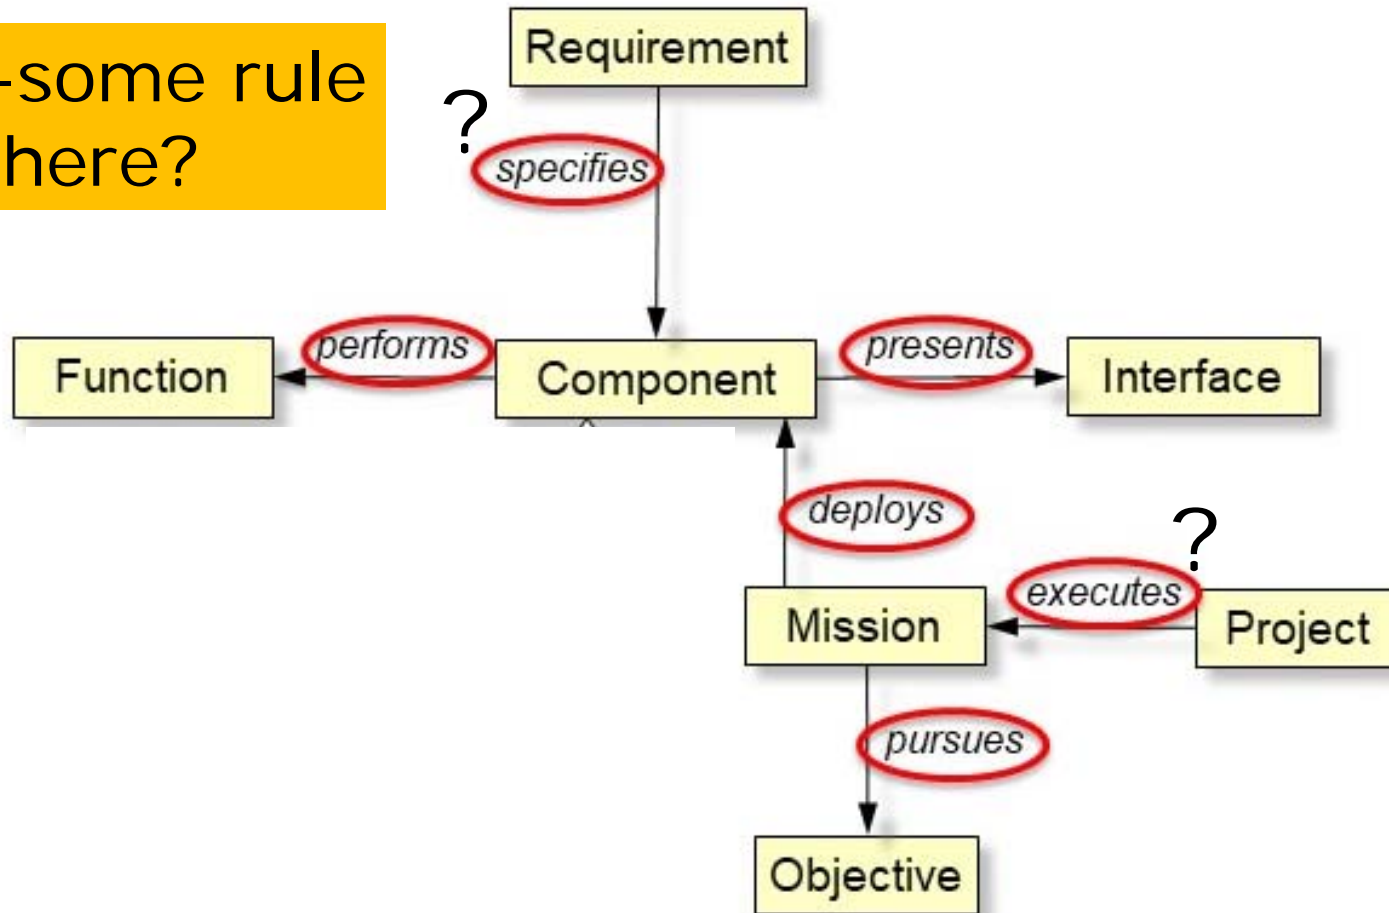 -some rule
here?
Requirement
?
specifies
performs
presents
Function
Component
Interface
deploys
?
executes
Mission
Project
pursues
Objective